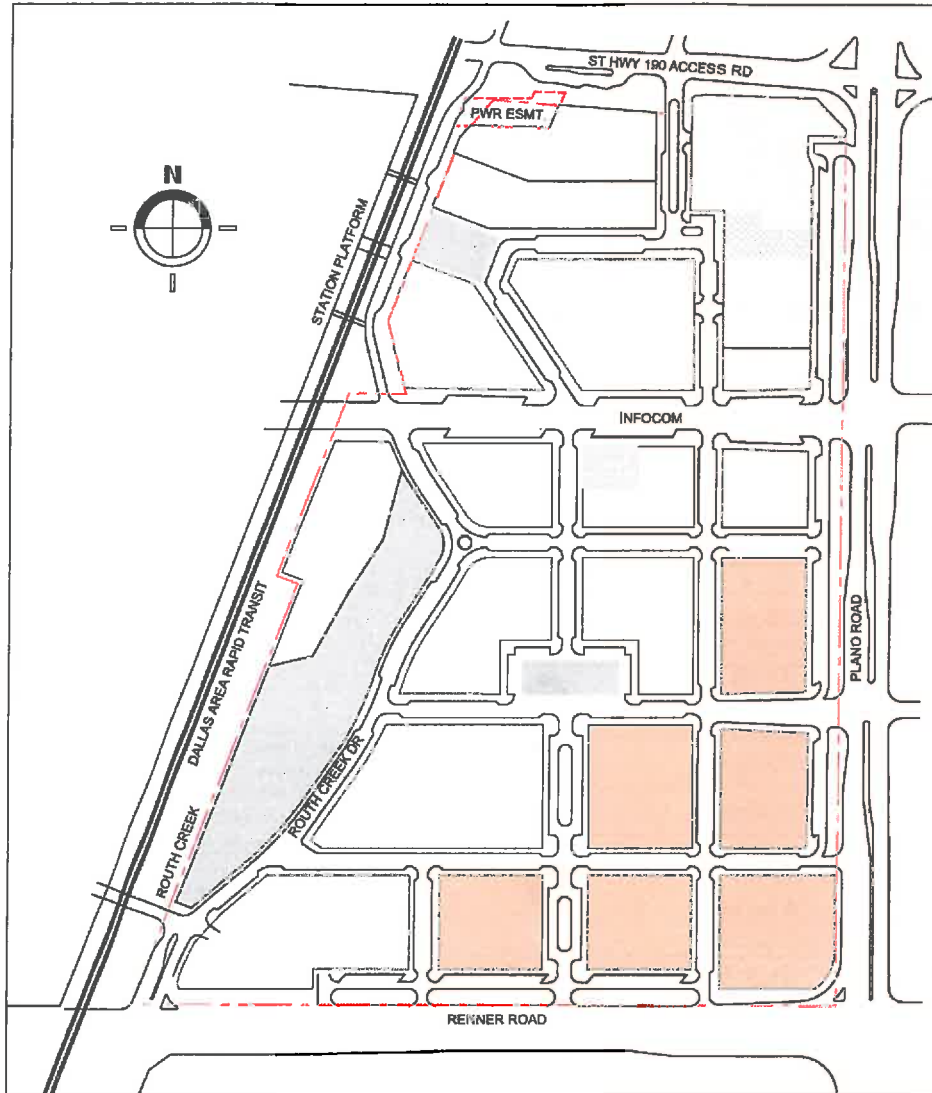 ST HWY 190 ACCESS RD
PWR ESMT
N
STATION PLATFORM
INFOCOM
DALLAS AREA RAPID TRANSIT
PLANO ROAD
ROUTH CREEK DR
ROUTH CREEK
RENNER ROAD